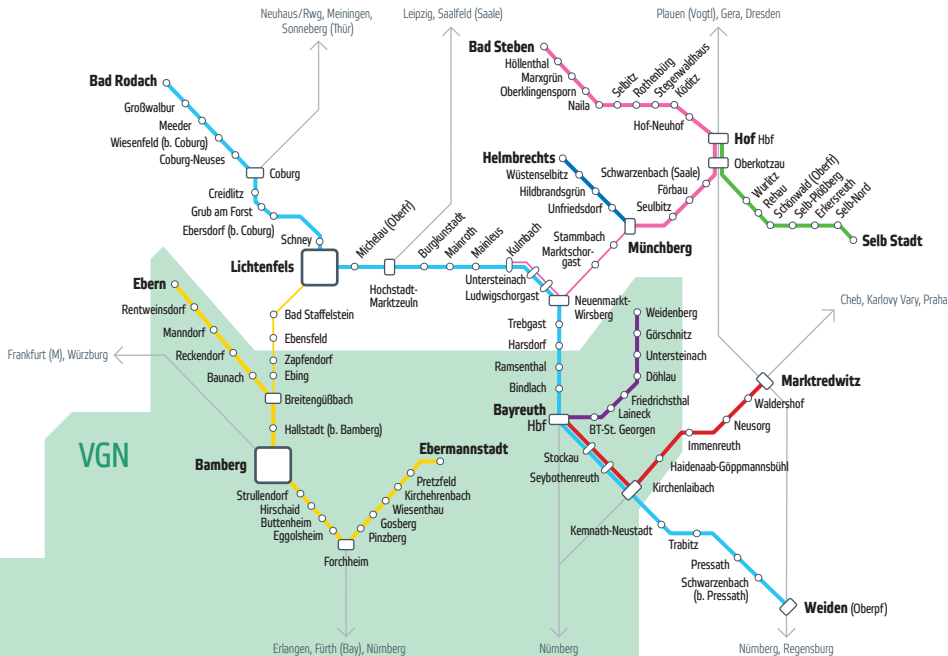 Neuhaus/Rwg, Meiningen,
Sonneberg (Thür)
Leipzig, Saalfeld (Saale)
Plauen (Vogtl), Gera, Dresden
Bad Steben
Höllenthal
Marxgrün
Oberklingensporn
Naila
Selbitz
Rothenbürg
Stegenwaldhaus
Köditz
Hof-Neuhof
Hof Hbf
Oberkotzau
Bad Rodach
Großwalbur
Meeder
Wiesenfeld (b. Coburg)
Coburg-Neuses
Coburg
Creidlitz
Grub am Forst
Ebersdorf (b. Coburg)
Schney
Lichtenfels
Helmbrechts
Wüstenselbitz
Hildbrandsgrün
Unfriedsdorf
Schwarzenbach (Saale)
Förbau
Seulbitz
Münchberg
Stammbach
Marktschor-
gast
Wurlitz
Rehau
Schönwald (Oberfr)
Selb-Plößberg
Erkersreuth
Selb-Nord
Selb Stadt
Michelau (Oberfr)
Hochstadt-
Marktzeuln
Burgkunstadt
Mainroth
Mainleus
Kulmbach
Untersteinach
Ludwigschorgast
Neuenmarkt-
Wirsberg
Trebgast
Harsdorf
Ramsenthal
Bindlach
Bayreuth
Hbf
Weidenberg
Görschnitz
Untersteinach
Döhlau
Friedrichsthal
Laineck
BT-St. Georgen
Cheb, Karlovy Vary, Praha
Marktredwitz
Waldershof
Neusorg
Immenreuth
Haidenaab-Göppmannsbühl
Kirchenlaibach
Stockau
Seybothenreuth
Kemnath-Neustadt
Trabitz
Pressath
Schwarzenbach
(b. Pressath)
Weiden (Oberpf)
Ebern
Rentweinsdorf
Manndorf
Reckendorf
Baunach
Bad Staffelstein
Ebensfeld
Zapfendorf
Ebing
Breitengüßbach
Hallstadt (b. Bamberg)
Frankfurt (M), Würzburg
VGN
Bamberg
Strullendorf
Hirschaid
Buttenheim
Eggolsheim
Forchheim
Ebermannstadt
Pretzfeld
Kirchehrenbach
Wiesenthau
Gosberg
Pinzberg
Erlangen, Fürth (Bay), Nürnberg
Nürnberg
Nürnberg, Regensburg